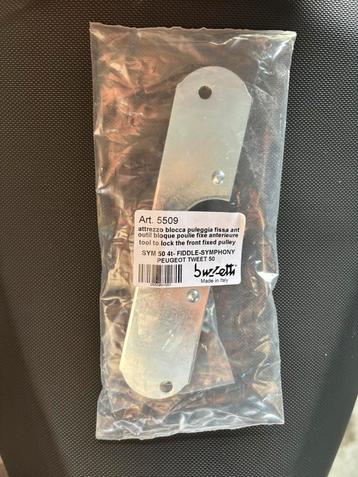 Art. 5509
attrezzo blocca puleggia fissa ant
outil bloque poulie fixe anterieure
tool to lock the front fixed pulley
SYM 50 4t- FIDDLE-SYMPHONY
PEUGEOT TWEET 50
buzzetti
Made in Italy